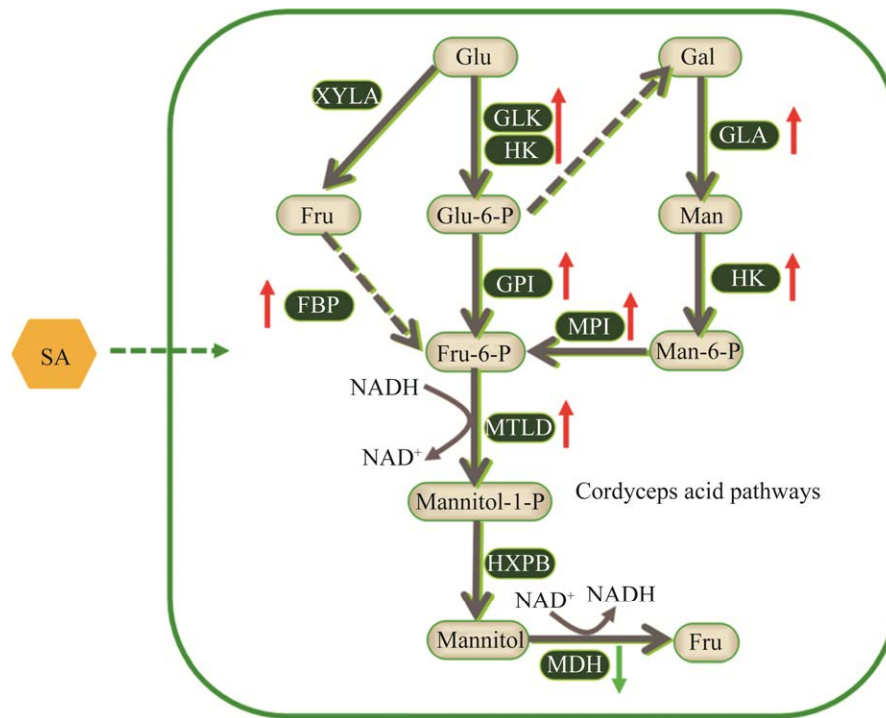 Glu
Gal
XYLA
GLK
HK
GLA
Fru
Glu-6-P
Man
FBP
GPI
MPI
HK
SA
Fru-6-P
Man-6-P
NADH
MTLD
NAD⁺
Mannitol-1-P
Cordyceps acid pathways
HXPB
NAD⁺
NADH
Mannitol
MDH
Fru